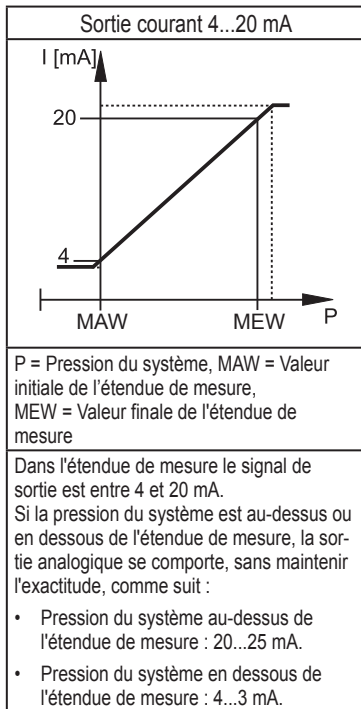 Sortie courant 4...20 mA
I [mA]
20
4
MAW
MEW
P
P = Pression du système, MAW = Valeur
initiale de l'étendue de mesure,
MEW = Valeur finale de l'étendue de
mesure
Dans l'étendue de mesure le signal de
sortie est entre 4 et 20 mA.
Si la pression du système est au-dessus ou
en dessous de l'étendue de mesure, la sor-
tie analogique se comporte, sans maintenir
l'exactitude, comme suit :
• Pression du système au-dessus de
l'étendue de mesure : 20...25 mA.
• Pression du système en dessous de
l'étendue de mesure : 4...3 mA.